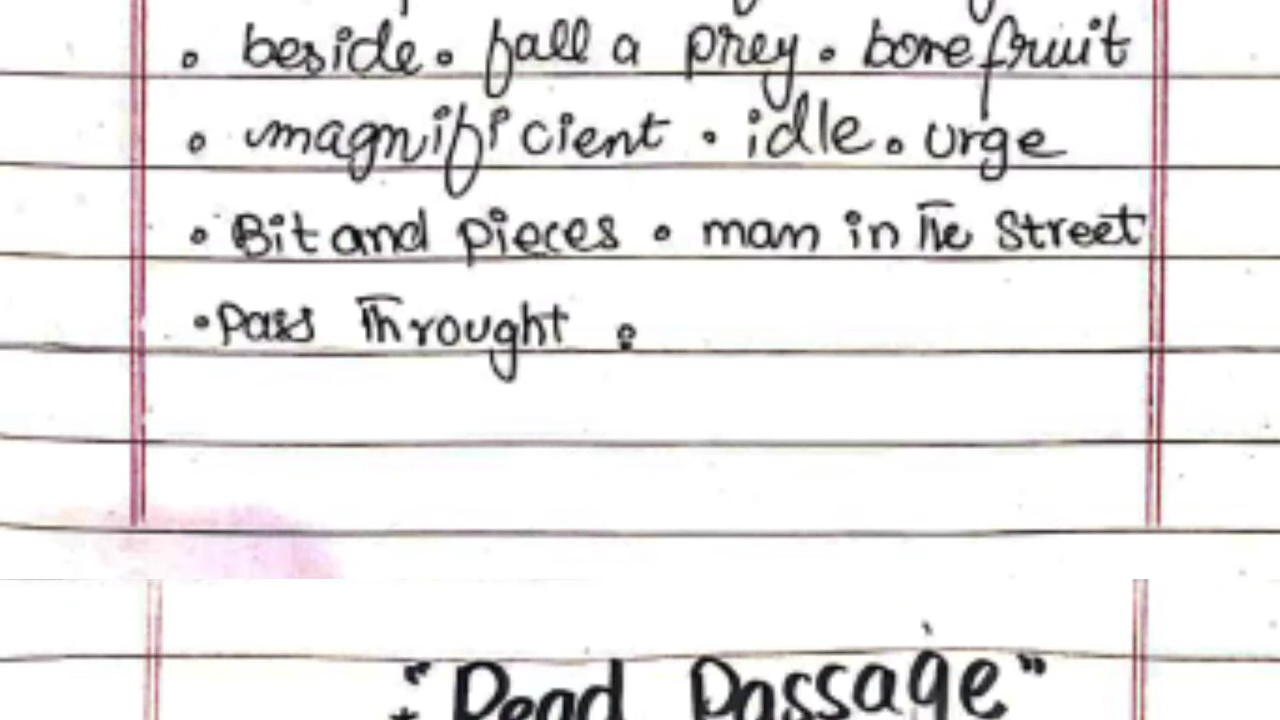 • beside • fall a prey • bore fruit
• magnificient • idle • urge
• Bit and pieces • man in The Street
• Pass Throught •
"Read Passage"